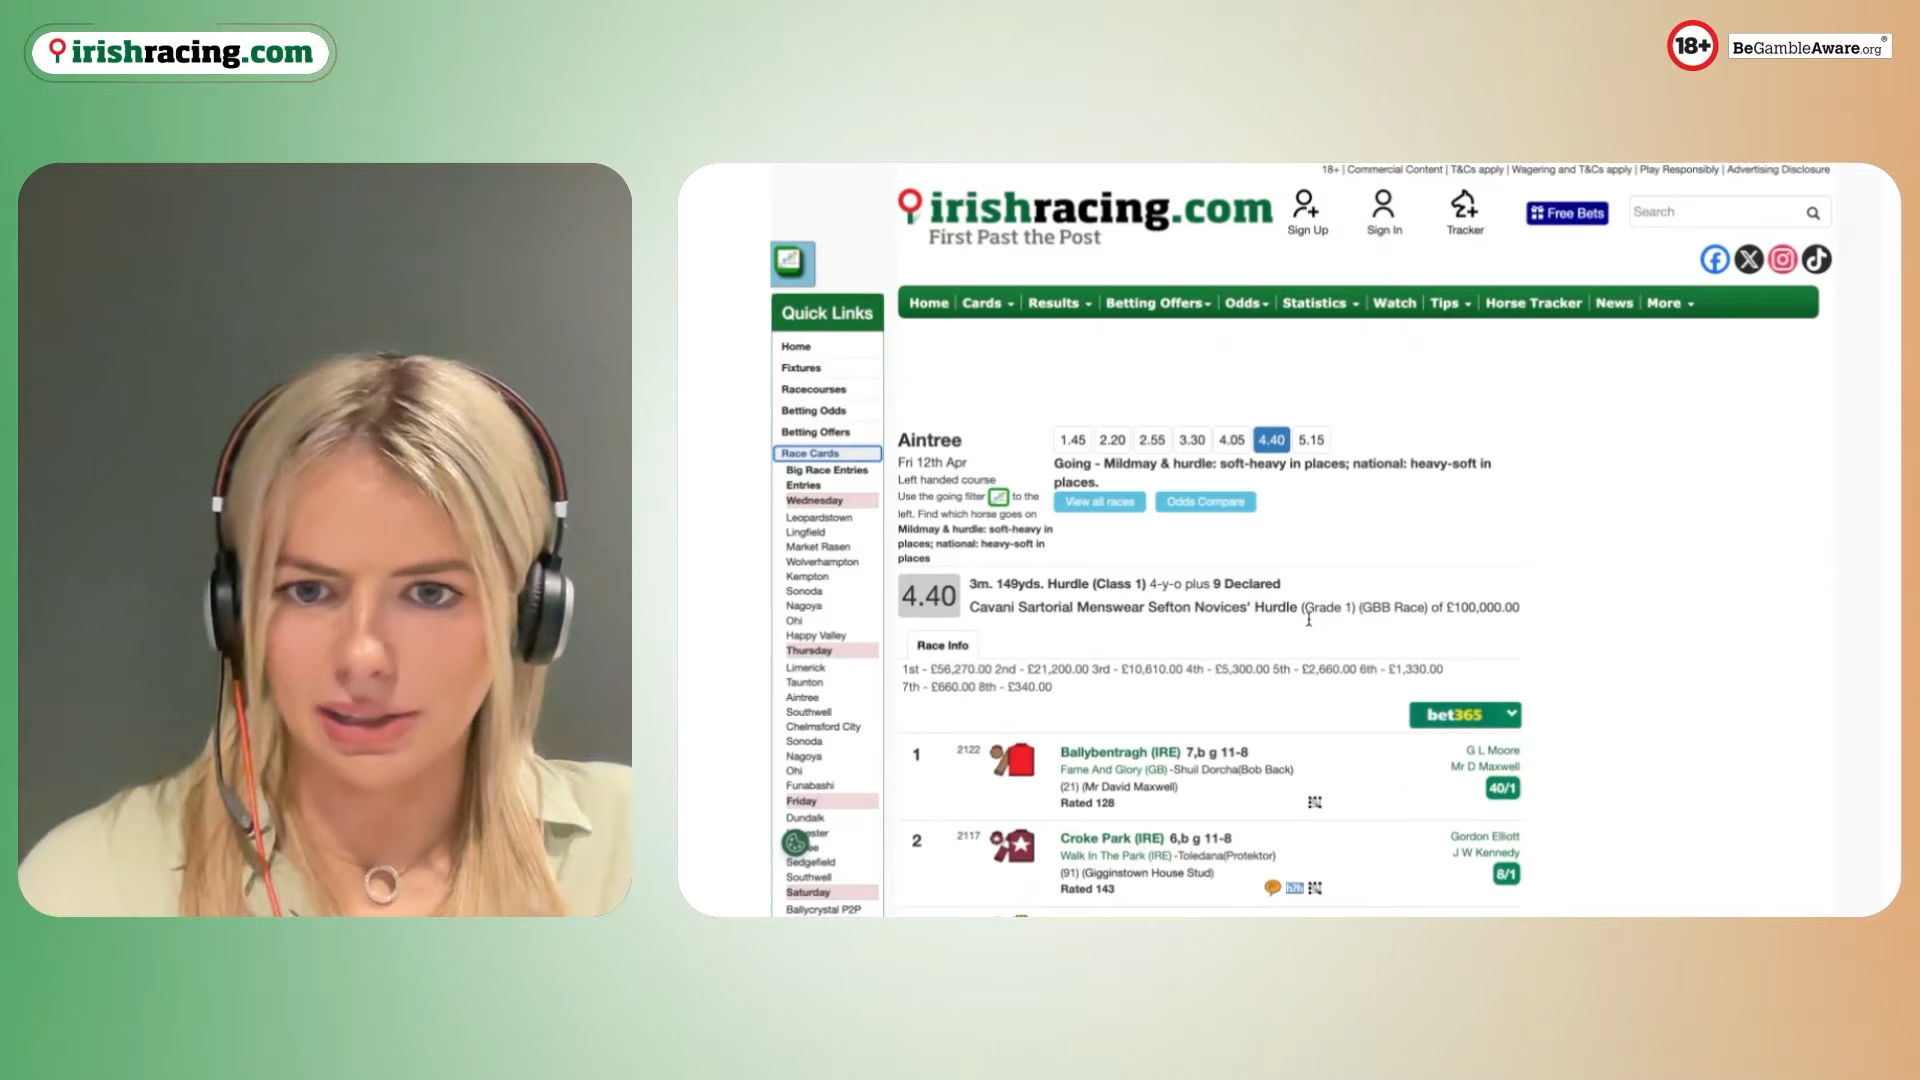 irishracing.com
18+
BeGambleAware.org®
18+ | Commercial Content | T&Cs apply | Wagering and T&Cs apply | Play Responsibly | Advertising Disclosure
irishracing.com
First Past the Post
Sign Up
Sign In
Tracker
Free Bets
Search
Quick Links
Home
Cards
Results
Betting Offers
Odds
Statistics
Watch
Tips
Horse Tracker
News
More
Home
Fixtures
Racecourses
Betting Odds
Betting Offers
Race Cards
Big Race Entries
Entries
Wednesday
Leopardstown
Lingfield
Market Rasen
Wolverhampton
Kempton
Sonoda
Nagoya
Ohi
Happy Valley
Thursday
Limerick
Taunton
Aintree
Southwell
Chelmsford City
Sonoda
Nagoya
Ohi
Funabashi
Friday
Dundalk
Sedgefield
Southwell
Saturday
Ballycrystal P2P
Aintree
Fri 12th Apr
Left handed course
Use the going filter to the
left. Find which horse goes on
Mildmay & hurdle: soft-heavy in
places; national: heavy-soft in
places
1.45 2.20 2.55 3.30 4.05 4.40 5.15
Going - Mildmay & hurdle: soft-heavy in places; national: heavy-soft in
places.
View all races
Odds Compare
4.40
3m. 149yds. Hurdle (Class 1) 4-y-o plus 9 Declared
Cavani Sartorial Menswear Sefton Novices' Hurdle (Grade 1) (GBB Race) of £100,000.00
Race Info
1st - £56,270.00 2nd - £21,200.00 3rd - £10,610.00 4th - £5,300.00 5th - £2,660.00 6th - £1,330.00
7th - £660.00 8th - £340.00
bet365
1
2122
Ballybentragh (IRE) 7,b g 11-8
Fame And Glory (GB) -Shuil Dorcha(Bob Back)
(21) (Mr David Maxwell)
Rated 128
G L Moore
Mr D Maxwell
40/1
2
2117
Croke Park (IRE) 6,b g 11-8
Walk In The Park (IRE) -Toledana(Protektor)
(91) (Gigginstown House Stud)
Rated 143
h2h
Gordon Elliott
J W Kennedy
8/1